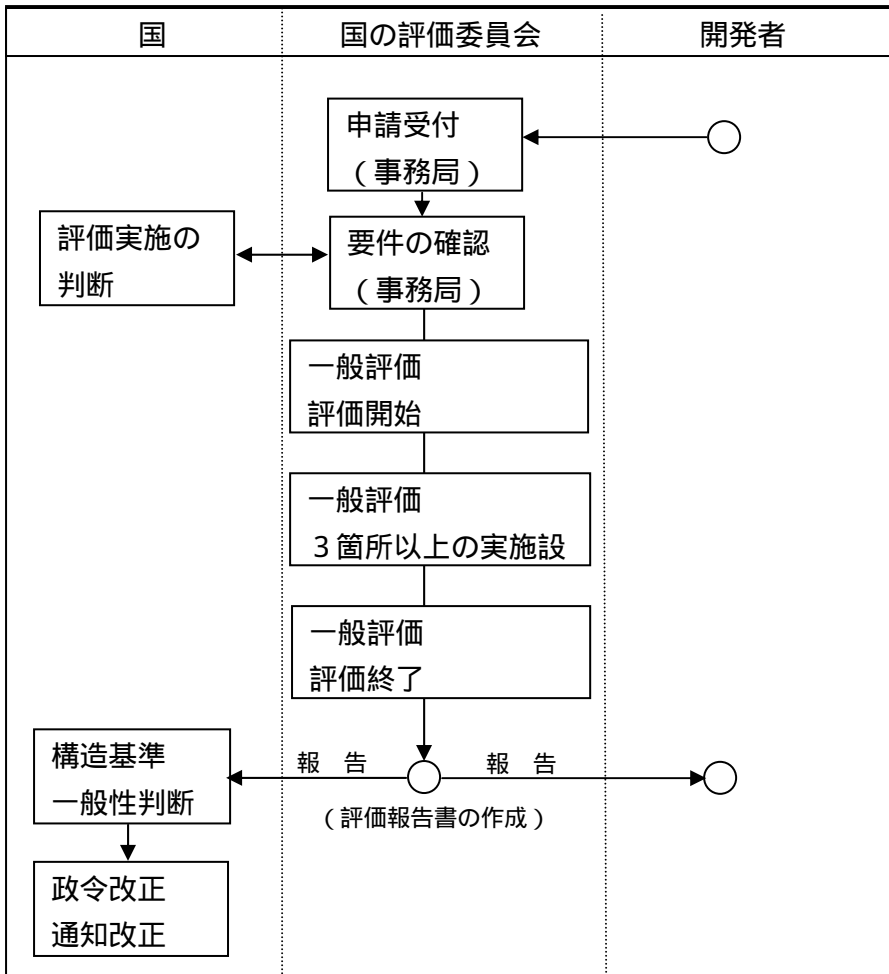 国
国の評価委員会
開発者
申請受付
（事務局）
評価実施の
判断
要件の確認
（事務局）
一般評価
評価開始
一般評価
３箇所以上の実施設
一般評価
評価終了
構造基準
一般性判断
報　告
報　告
（評価報告書の作成）
政令改正
通知改正